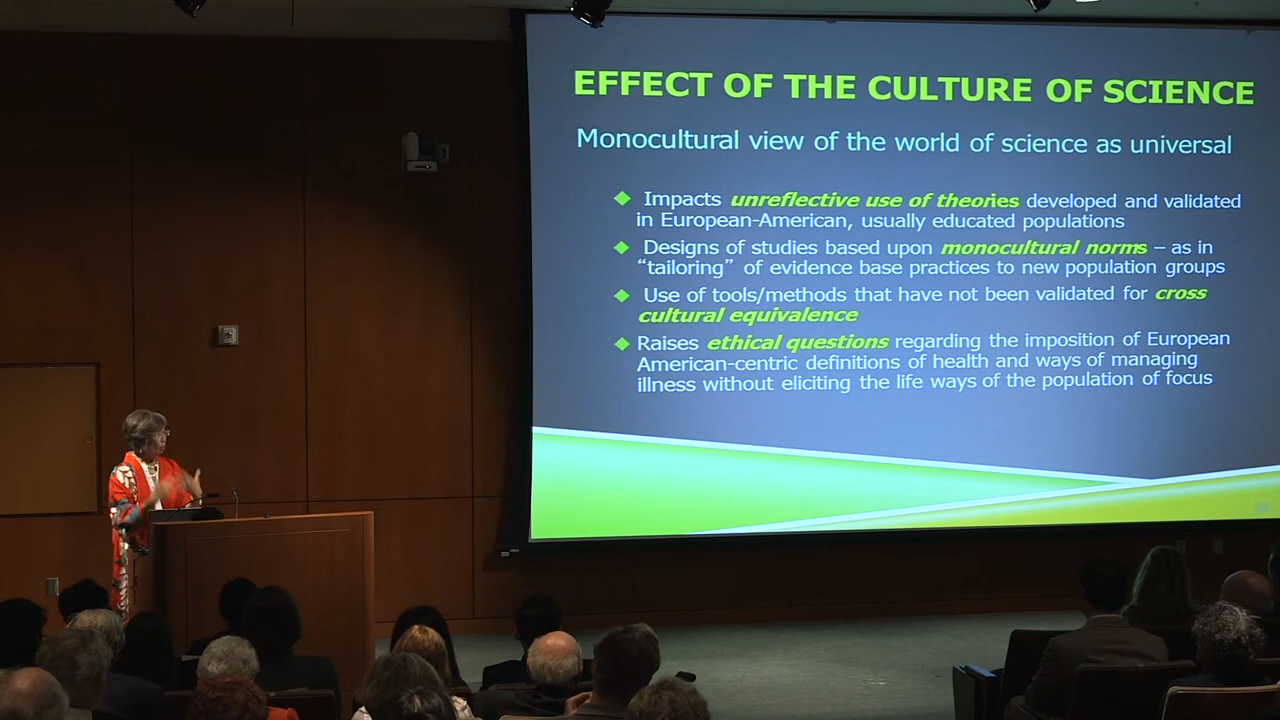 EFFECT OF THE CULTURE OF SCIENCE
Monocultural view of the world of science as universal
Impacts unreflective use of theories developed and validated
in European-American, usually educated populations
Designs of studies based upon monocultural norms – as in
“tailoring” of evidence base practices to new population groups
Use of tools/methods that have not been validated for cross
cultural equivalence
Raises ethical questions regarding the imposition of European
American-centric definitions of health and ways of managing
illness without eliciting the life ways of the population of focus